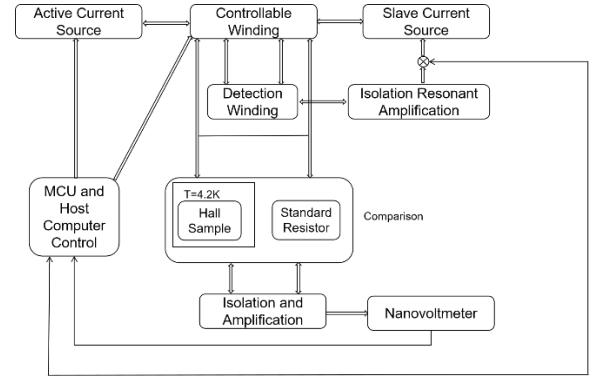 Active Current
Source
Controllable
Winding
Slave Current
Source
Detection
Winding
Isolation Resonant
Amplification
MCU and
Host
Computer
Control
T=4.2K
Hall
Sample
Standard
Resistor
Comparison
Isolation and
Amplification
Nanovoltmeter